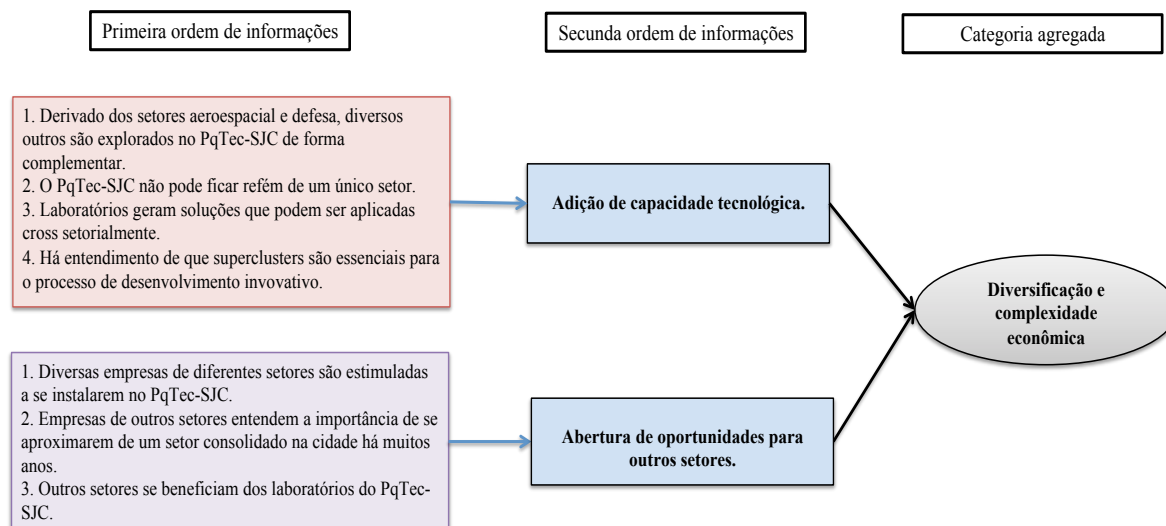 Primeira ordem de informações
Secunda ordem de informações
Categoria agregada
1. Derivado dos setores aeroespacial e defesa, diversos
outros são explorados no PqTec-SJC de forma
complementar.
2. O PqTec-SJC não pode ficar refém de um único setor.
3. Laboratórios geram soluções que podem ser aplicadas
cross setorialmente.
4. Há entendimento de que superclusters são essenciais para
o processo de desenvolvimento invovativo.
Adição de capacidade tecnológica.
Diversificação e
complexidade
econômica
1. Diversas empresas de diferentes setores são estimuladas
a se instalarem no PqTec-SJC.
2. Empresas de outros setores entendem a importância de se
aproximarem de um setor consolidado na cidade há muitos
anos.
3. Outros setores se beneficiam dos laboratórios do PqTec-
SJC.
Abertura de oportunidades para
outros setores.